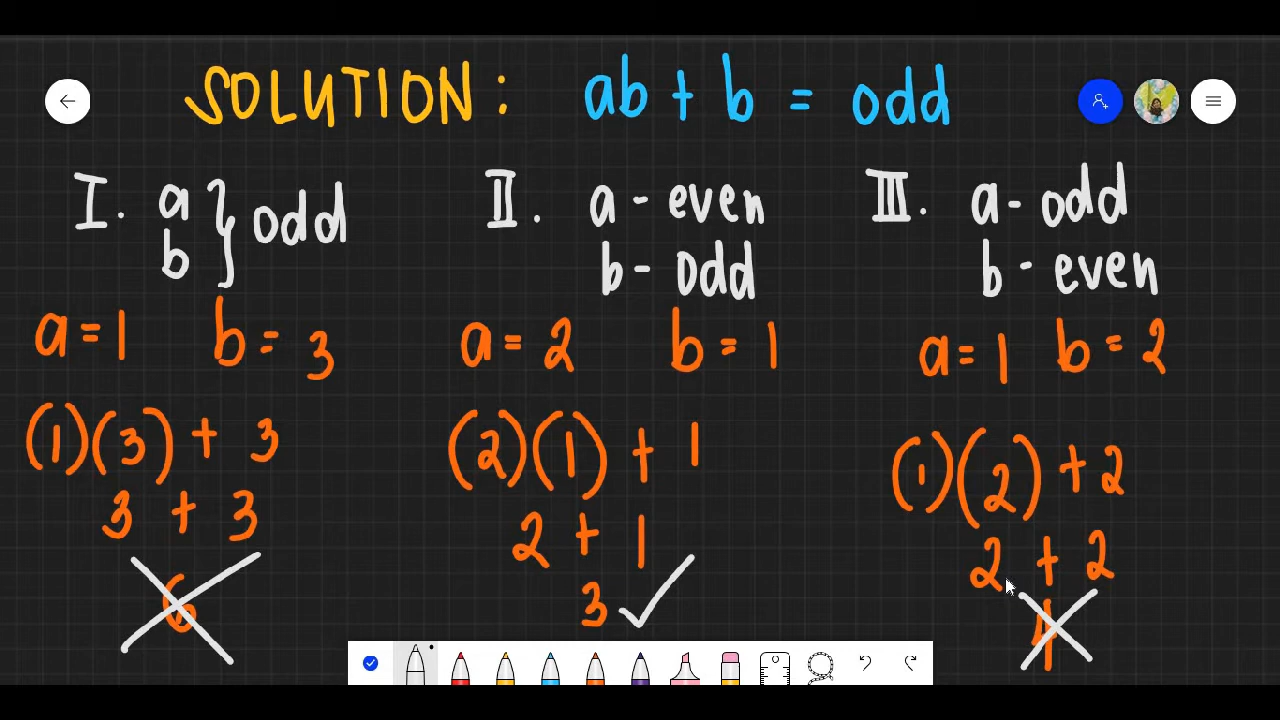 SOLUTION: ab + b = odd
I. a } odd
b
a = 1 b = 3
(1)(3) + 3
3 + 3
6
II. a - even
b - odd
a = 2 b = 1
(2)(1) + 1
2 + 1
3
III. a - odd
b - even
a = 1 b = 2
(1)(2) + 2
2 + 2
4